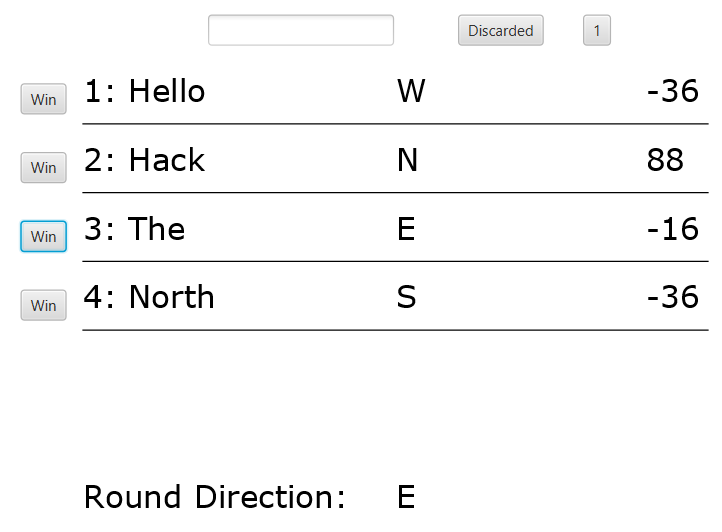 Discarded 1
Win 1: Hello W -36
Win 2: Hack N 88
Win 3: The E -16
Win 4: North S -36
Round Direction: E